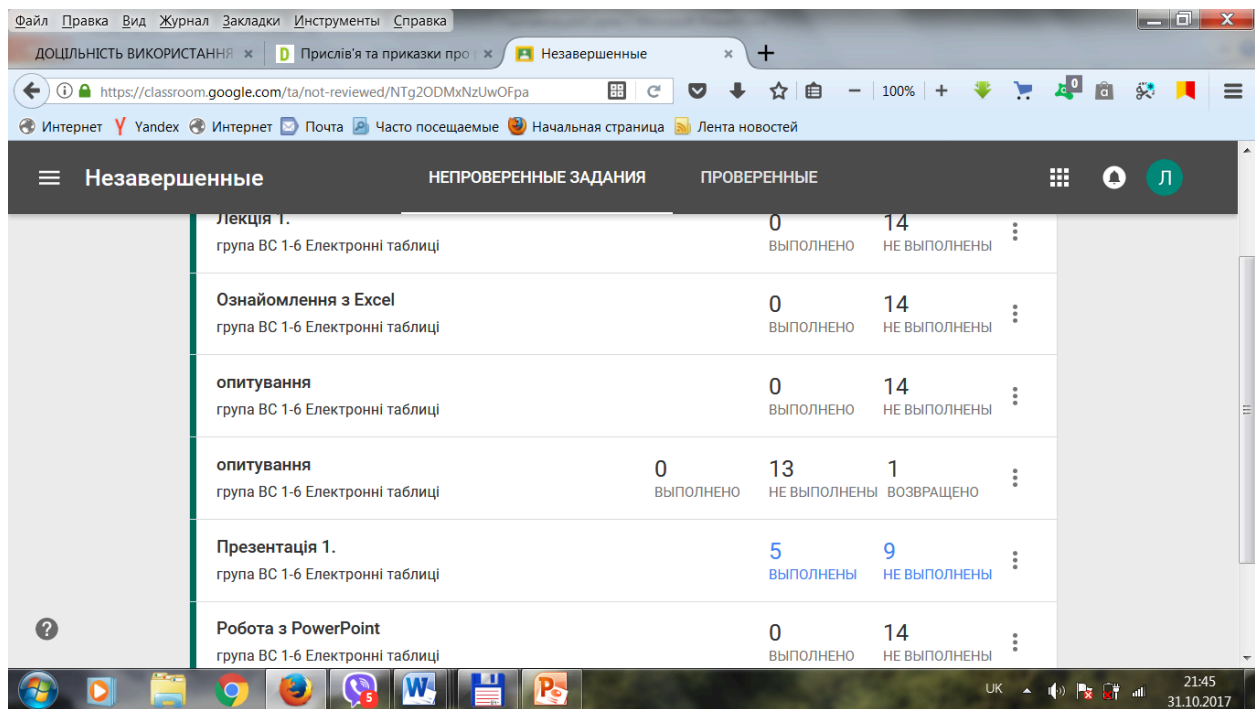 Файл Правка Вид Журнал Закладки Инструменты Справка
ДОЦІЛЬНІСТЬ ВИКОРИСТАННЯ
Прислів'я та приказки про
Незавершенные
https://classroom.google.com/ta/not-reviewed/NTg2ODMxNzUwOFpa
100%
0
Интернет Yandex Интернет Почта Часто посещаемые Начальная страница Лента новостей
Незавершенные
НЕПРОВЕРЕННЫЕ ЗАДАНИЯ
ПРОВЕРЕННЫЕ
Л
Лекція 1.
0
14
група ВС 1-6 Електронні таблиці
ВЫПОЛНЕНО
НЕ ВЫПОЛНЕНЫ
Ознайомлення з Excel
0
14
група ВС 1-6 Електронні таблиці
ВЫПОЛНЕНО
НЕ ВЫПОЛНЕНЫ
опитування
0
14
група ВС 1-6 Електронні таблиці
ВЫПОЛНЕНО
НЕ ВЫПОЛНЕНЫ
опитування
0
13
1
група ВС 1-6 Електронні таблиці
ВЫПОЛНЕНО
НЕ ВЫПОЛНЕНЫ
ВОЗВРАЩЕНО
Презентація 1.
5
9
група ВС 1-6 Електронні таблиці
ВЫПОЛНЕНЫ
НЕ ВЫПОЛНЕНЫ
Робота з PowerPoint
0
14
група ВС 1-6 Електронні таблиці
ВЫПОЛНЕНО
НЕ ВЫПОЛНЕНЫ
5
UK
21:45
31.10.2017